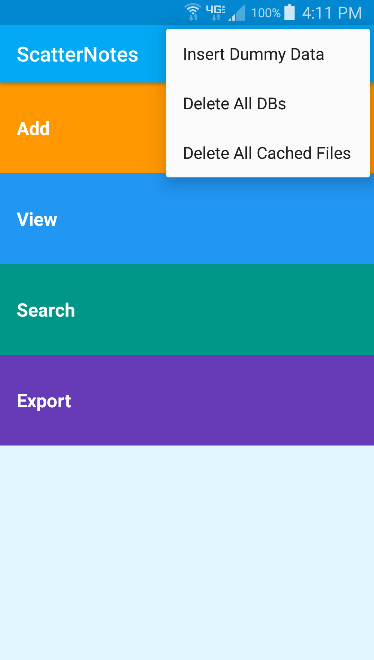 4G 100% 4:11 PM
ScatterNotes
Insert Dummy Data
Delete All DBs
Delete All Cached Files
Add
View
Search
Export